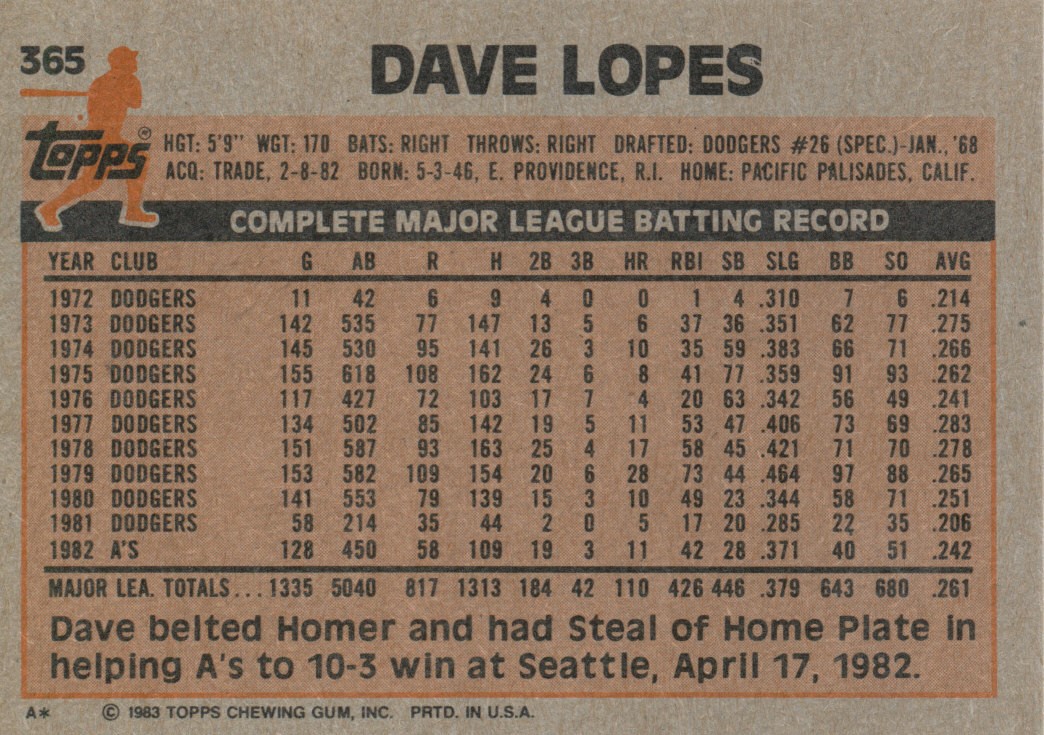 365
DAVE LOPES
topps ®
HGT: 5'9" WGT: 170 BATS: RIGHT THROWS: RIGHT DRAFTED: DODGERS #26 (SPEC.)-JAN., '68
ACQ: TRADE, 2-8-82 BORN: 5-3-46, E. PROVIDENCE, R.I. HOME: PACIFIC PALISADES, CALIF.
COMPLETE MAJOR LEAGUE BATTING RECORD
YEAR CLUB G AB R H 2B 3B HR RBI SB SLG BB SO AVG
1972 DODGERS 11 42 6 9 4 0 0 1 4 .310 7 6 .214
1973 DODGERS 142 535 77 147 13 5 6 37 36 .351 62 77 .275
1974 DODGERS 145 530 95 141 26 3 10 35 59 .383 66 71 .266
1975 DODGERS 155 618 108 162 24 6 8 41 77 .359 91 93 .262
1976 DODGERS 117 427 72 103 17 7 4 20 63 .342 56 49 .241
1977 DODGERS 134 502 85 142 19 5 11 53 47 .406 73 69 .283
1978 DODGERS 151 587 93 163 25 4 17 58 45 .421 71 70 .278
1979 DODGERS 153 582 109 154 20 6 28 73 44 .464 97 88 .265
1980 DODGERS 141 553 79 139 15 3 10 49 23 .344 58 71 .251
1981 DODGERS 58 214 35 44 2 0 5 17 20 .285 22 35 .206
1982 A'S 128 450 58 109 19 3 11 42 28 .371 40 51 .242
MAJOR LEA. TOTALS...1335 5040 817 1313 184 42 110 426 446 .379 643 680 .261
Dave belted Homer and had Steal of Home Plate in
helping A's to 10-3 win at Seattle, April 17, 1982.
A* © 1983 TOPPS CHEWING GUM, INC. PRTD. IN U.S.A.